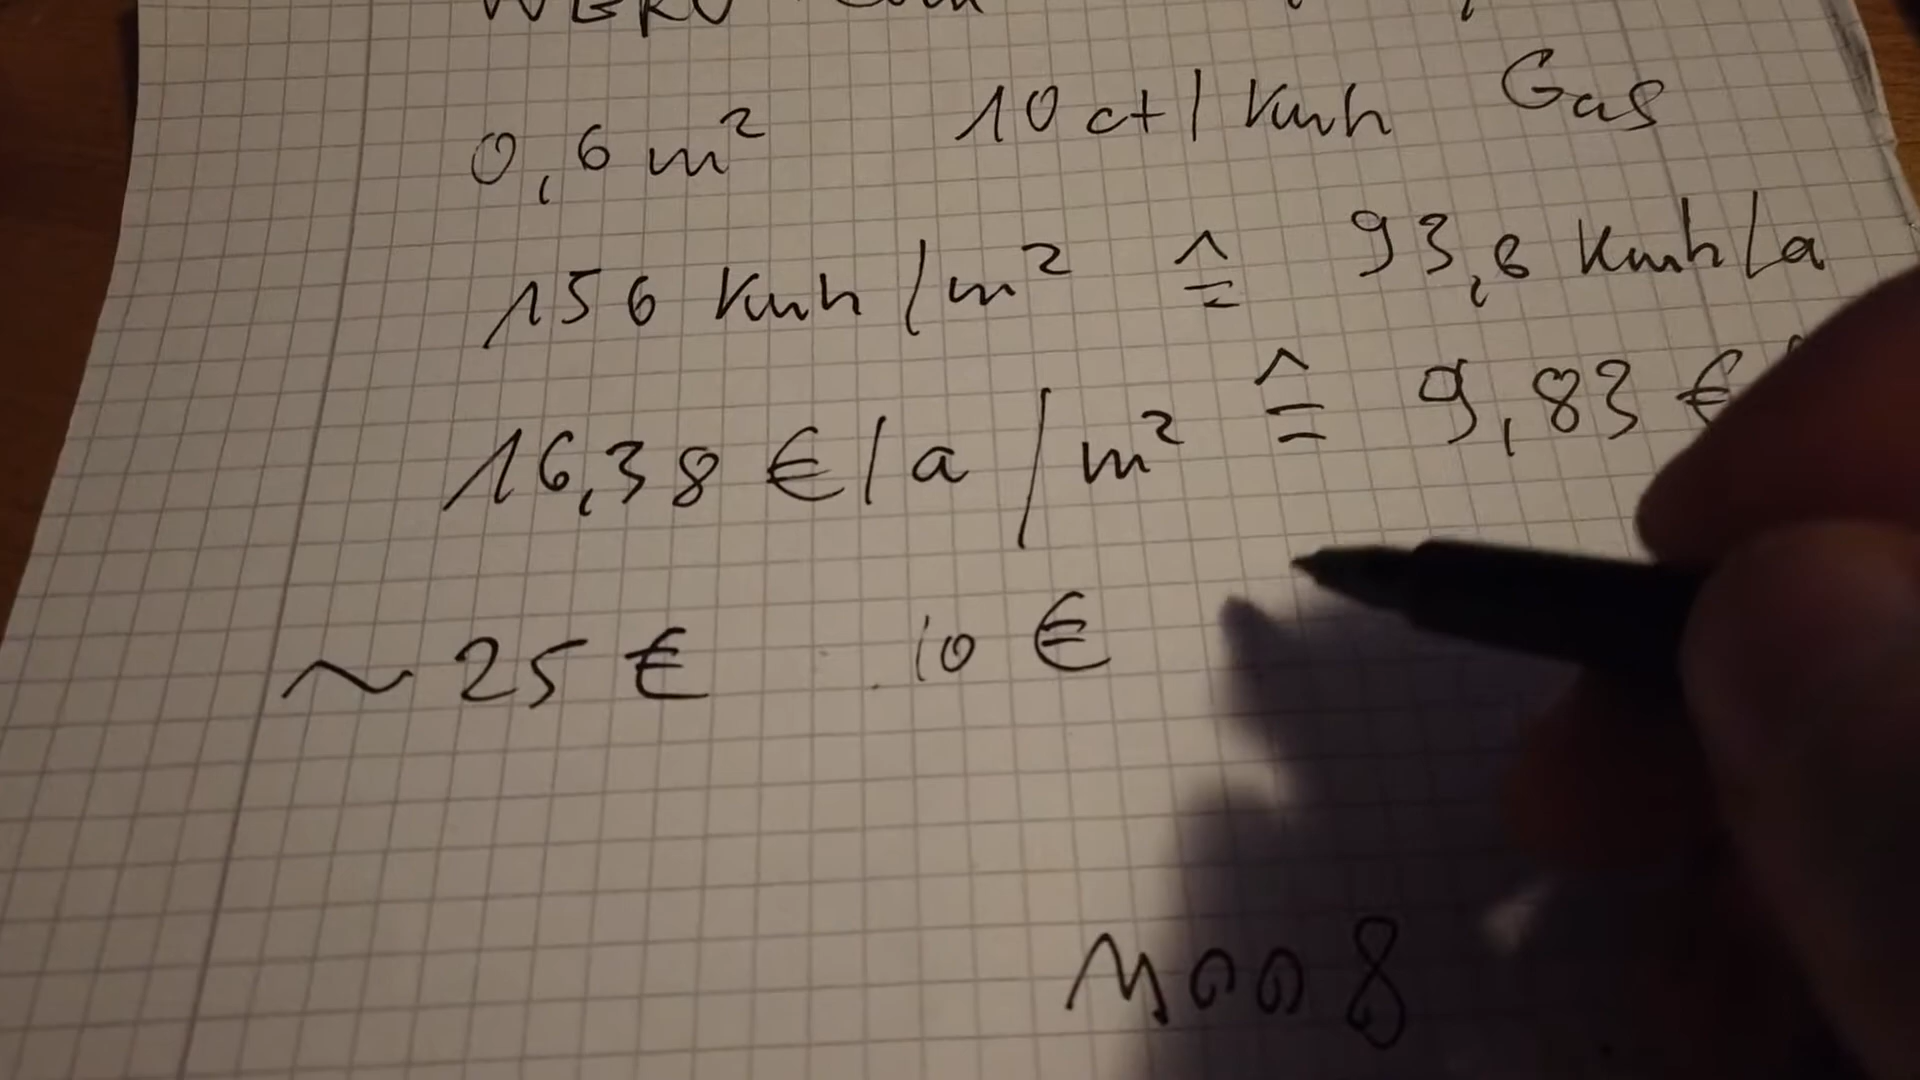 0,6 m² 10 ct/kWh Gas
156 kWh/m² ≙ 93,6 kWh/a
16,38 €/a/m² ≙ 9,83 €
~ 25 € 10 €